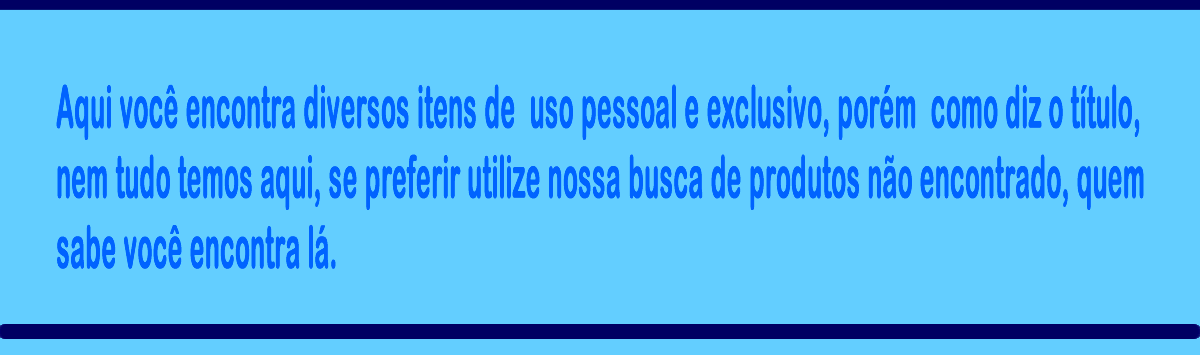 Aqui você encontra diversos itens de  uso pessoal e exclusivo, porém  como diz o título,
nem tudo temos aqui, se preferir utilize nossa busca de produtos não encontrado, quem
sabe você encontra lá.